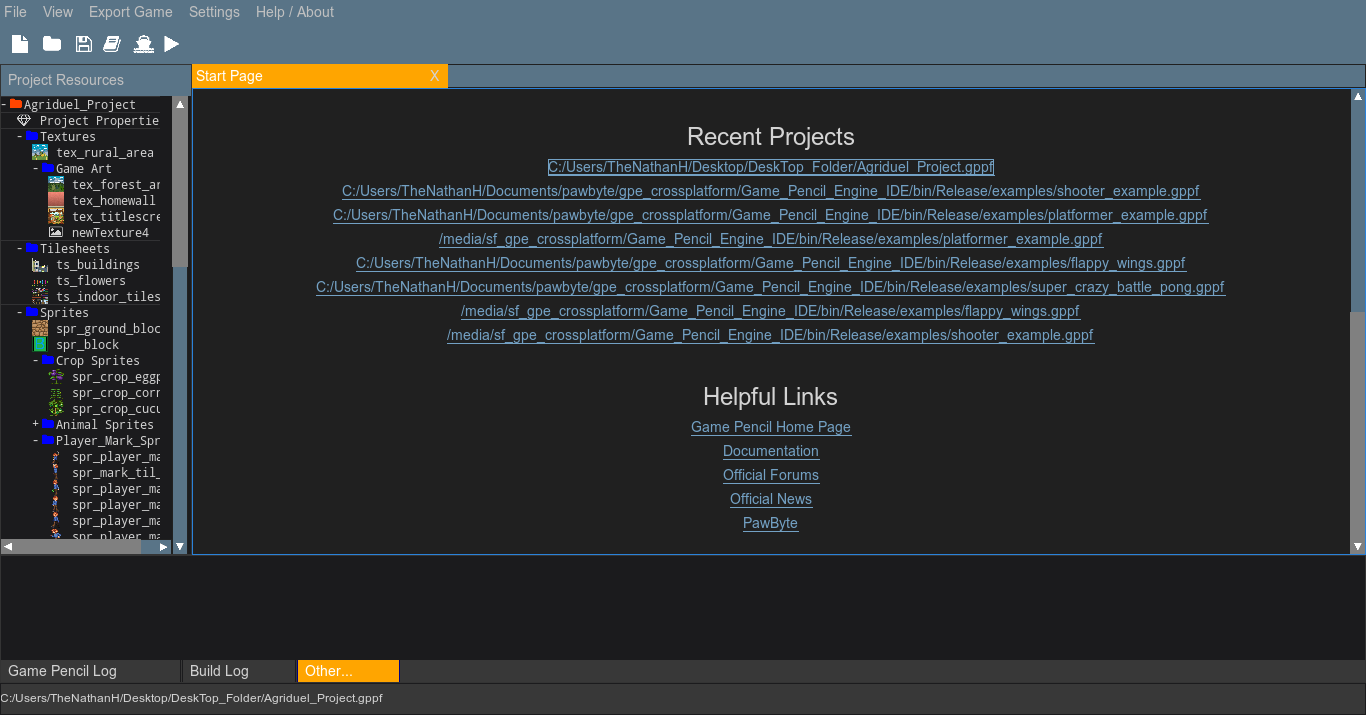 File View Export Game Settings Help / About
Project Resources
Start Page X
Agriduel_Project
Project Propertie
Textures
tex_rural_area
Game Art
tex_forest_ar
tex_homewall
tex_titlescre
newTexture4
Tilesheets
ts_buildings
ts_flowers
ts_indoor_tiles
Sprites
spr_ground_bloc
spr_block
Crop Sprites
spr_crop_eggp
spr_crop_corr
spr_crop_cucu
Animal Sprites
Player_Mark_Spr
spr_player_ma
spr_mark_til_
spr_player_ma
spr_player_ma
spr_player_ma
spr_player_ma
Recent Projects
C:/Users/TheNathanH/Desktop/DeskTop_Folder/Agriduel_Project.gppf
C:/Users/TheNathanH/Documents/pawbyte/gpe_crossplatform/Game_Pencil_Engine_IDE/bin/Release/examples/shooter_example.gppf
C:/Users/TheNathanH/Documents/pawbyte/gpe_crossplatform/Game_Pencil_Engine_IDE/bin/Release/examples/platformer_example.gppf
/media/sf_gpe_crossplatform/Game_Pencil_Engine_IDE/bin/Release/examples/platformer_example.gppf
C:/Users/TheNathanH/Documents/pawbyte/gpe_crossplatform/Game_Pencil_Engine_IDE/bin/Release/examples/flappy_wings.gppf
C:/Users/TheNathanH/Documents/pawbyte/gpe_crossplatform/Game_Pencil_Engine_IDE/bin/Release/examples/super_crazy_battle_pong.gppf
/media/sf_gpe_crossplatform/Game_Pencil_Engine_IDE/bin/Release/examples/flappy_wings.gppf
/media/sf_gpe_crossplatform/Game_Pencil_Engine_IDE/bin/Release/examples/shooter_example.gppf
Helpful Links
Game Pencil Home Page
Documentation
Official Forums
Official News
PawByte
Game Pencil Log Build Log Other...
C:/Users/TheNathanH/Desktop/DeskTop_Folder/Agriduel_Project.gppf